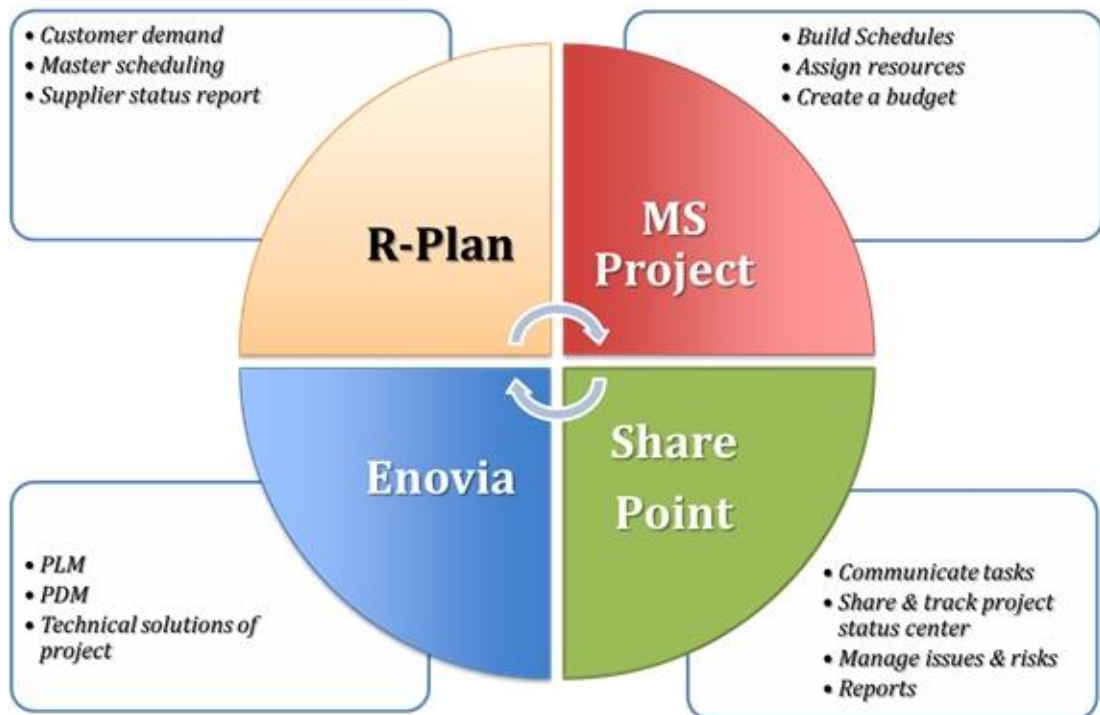 • Customer demand
• Master scheduling
• Supplier status report
• Build Schedules
• Assign resources
• Create a budget
R-Plan
MS
Project
Enovia
Share
Point
• PLM
• PDM
• Technical solutions of
project
• Communicate tasks
• Share & track project
status center
• Manage issues & risks
• Reports